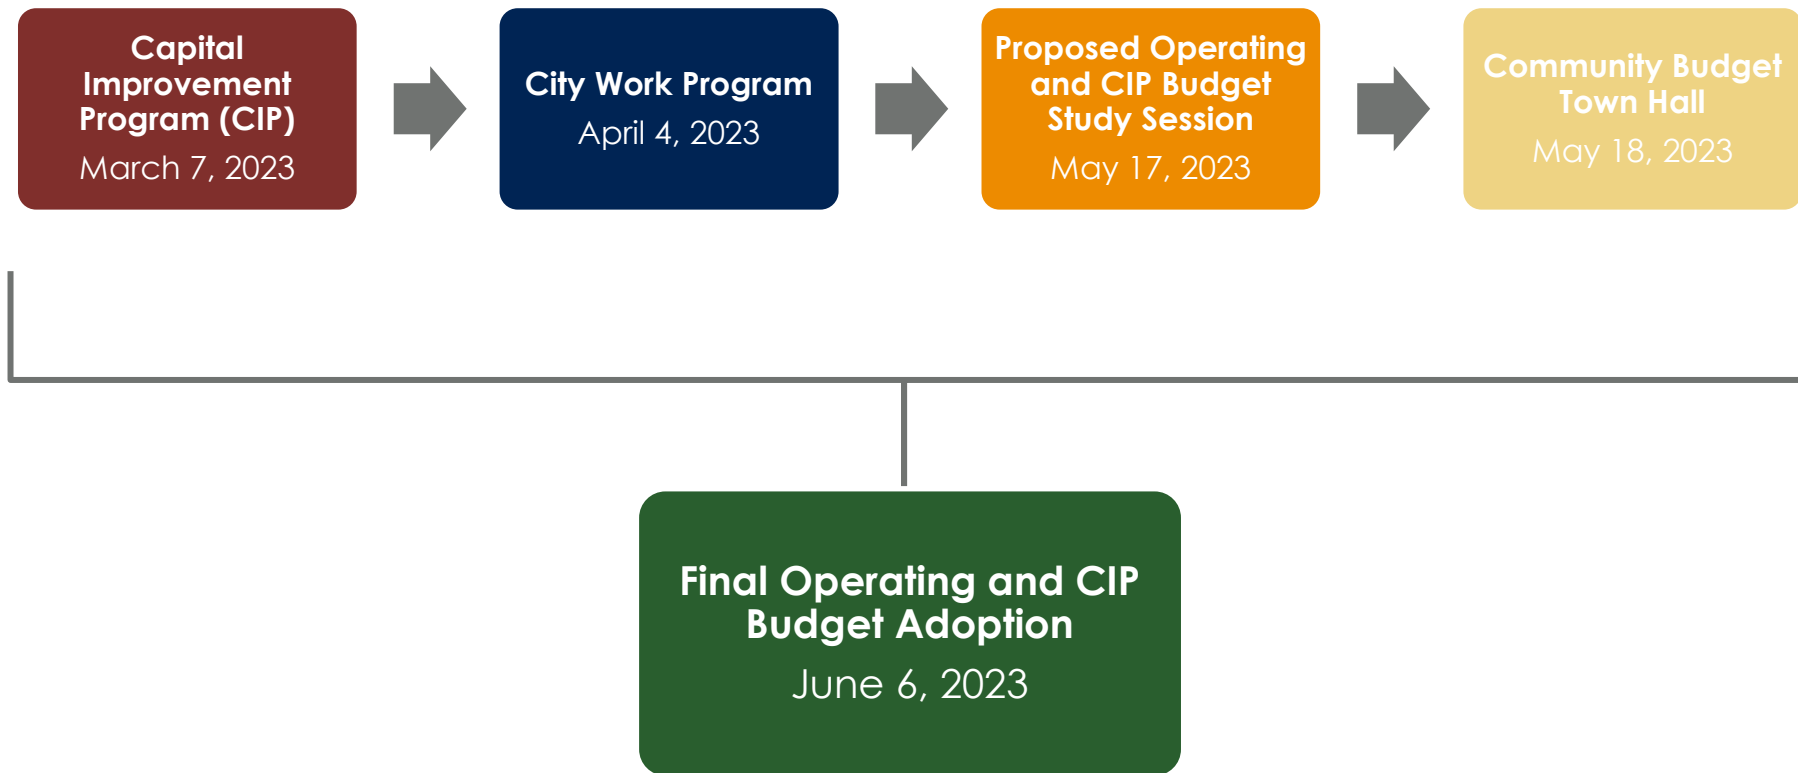 Capital
Improvement
Program (CIP)
March 7, 2023
City Work Program
April 4, 2023
Proposed Operating
and CIP Budget
Study Session
May 17, 2023
Community Budget
Town Hall
May 18, 2023
Final Operating and CIP
Budget Adoption
June 6, 2023